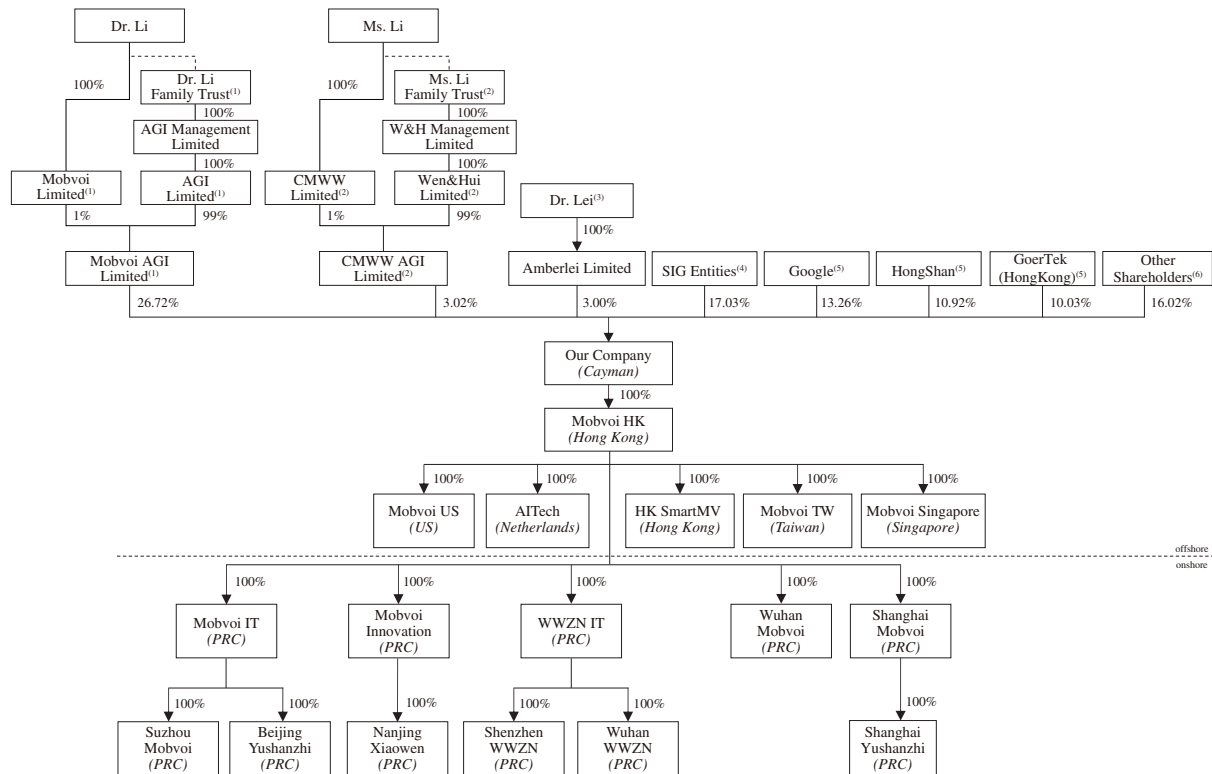 Dr. Li
Ms. Li
100%
Dr. Li
Family Trust(1)
100%
Ms. Li
Family Trust(2)
100%
100%
AGI Management
Limited
W&H Management
Limited
100%
100%
Mobvoi
Limited(1)
AGI
Limited(1)
CMWW
Limited(2)
Wen&Hui
Limited(2)
Dr. Lei(3)
1%
99%
1%
99%
100%
Mobvoi AGI
Limited(1)
CMWW AGI
Limited(2)
Amberlei Limited
SIG Entities(4)
Google(5)
HongShan(5)
GoerTek
(HongKong)(5)
Other
Shareholders(6)
26.72%
3.02%
3.00%
17.03%
13.26%
10.92%
10.03%
16.02%
Our Company
(Cayman)
100%
Mobvoi HK
(Hong Kong)
100%
100%
100%
100%
100%
Mobvoi US
(US)
AITech
(Netherlands)
HK SmartMV
(Hong Kong)
Mobvoi TW
(Taiwan)
Mobvoi Singapore
(Singapore)
offshore
onshore
100%
100%
100%
100%
100%
Mobvoi IT
(PRC)
Mobvoi
Innovation
(PRC)
WWZN IT
(PRC)
Wuhan
Mobvoi
(PRC)
Shanghai
Mobvoi
(PRC)
100%
100%
100%
100%
100%
100%
Suzhou
Mobvoi
(PRC)
Beijing
Yushanzhi
(PRC)
Nanjing
Xiaowen
(PRC)
Shenzhen
WWZN
(PRC)
Wuhan
WWZN
(PRC)
Shanghai
Yushanzhi
(PRC)